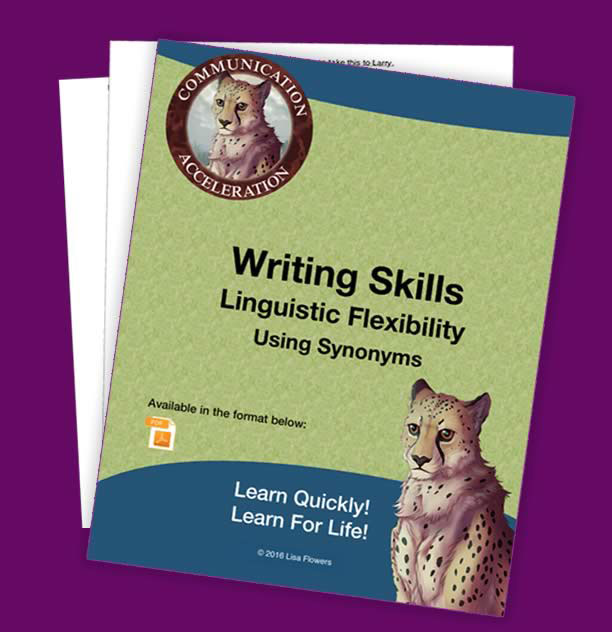 take this to Larry.
COMMUNICATION
ACCELERATION
Writing Skills
Linguistic Flexibility
Using Synonyms
Available in the format below:
PDF
Learn Quickly!
Learn For Life!
© 2016 Lisa Flowers